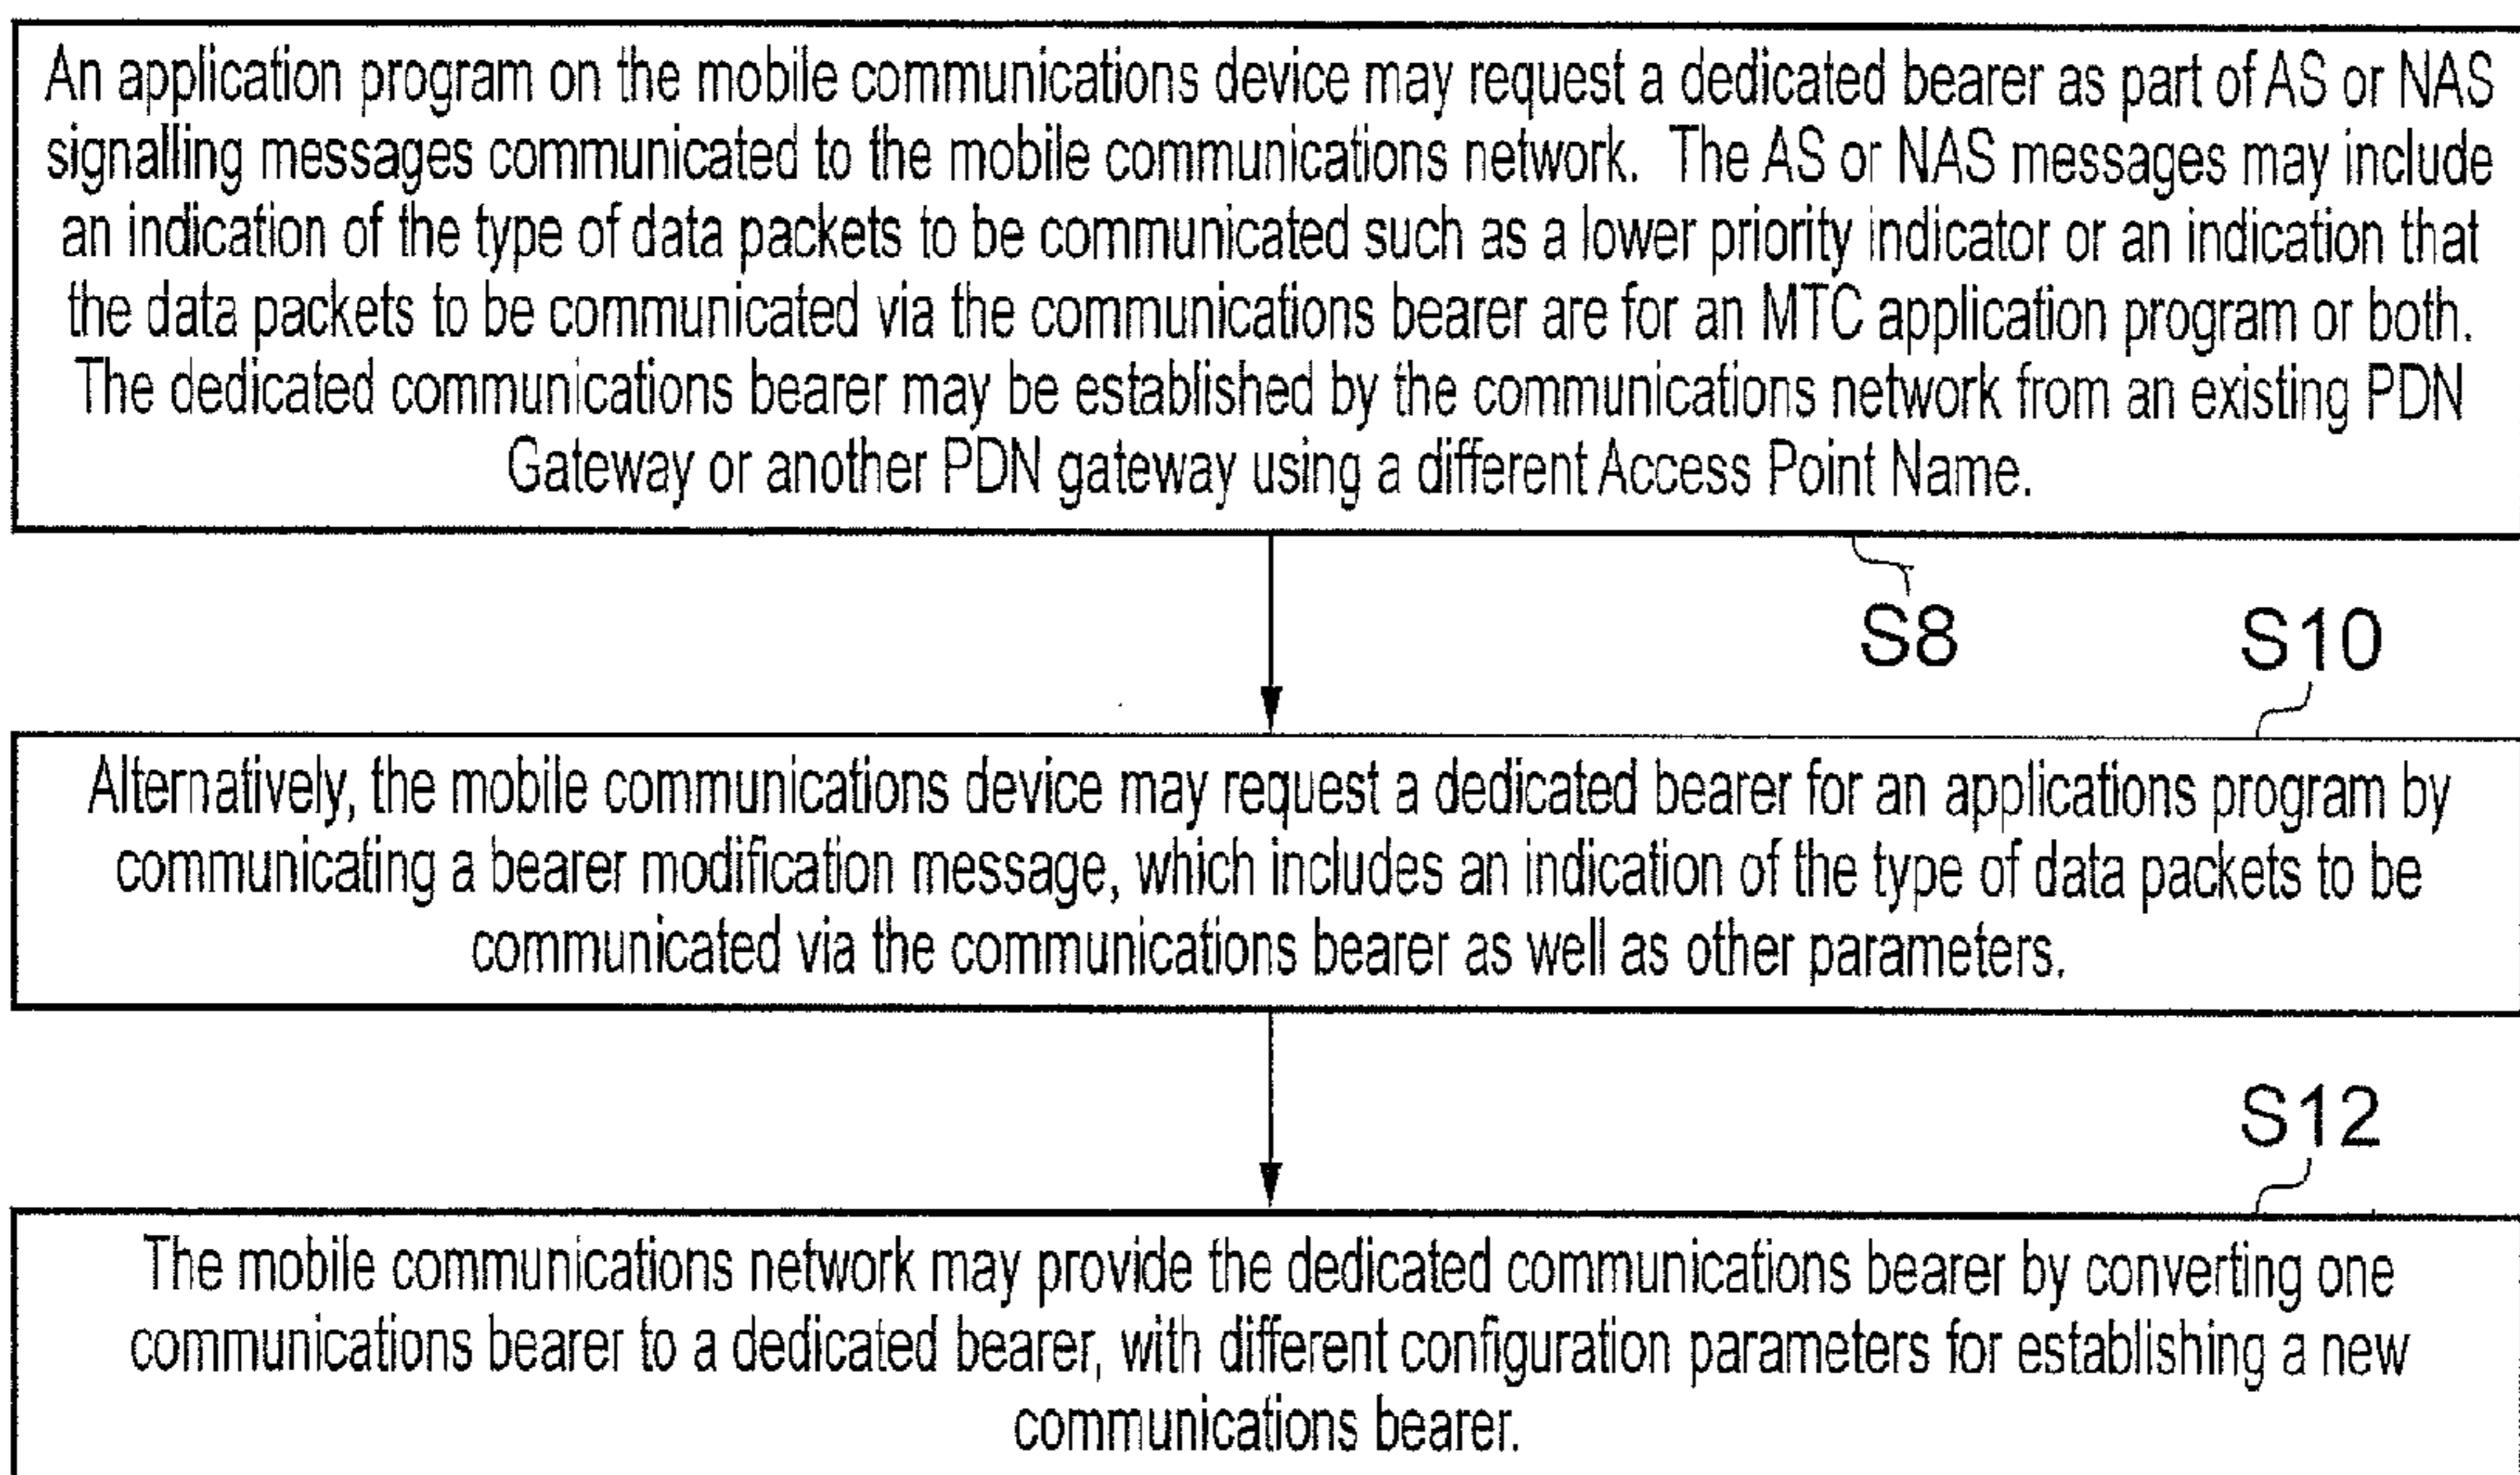 An application program on the mobile communications device may request a dedicated bearer as part of AS or NAS
signalling messages communicated to the mobile communications network. The AS or NAS messages may include
an indication of the type of data packets to be communicated such as a lower priority indicator or an indication that
the data packets to be communicated via the communications bearer are for an MTC application program or both.
The dedicated communications bearer may be established by the communications network from an existing PDN
Gateway or another PDN gateway using a different Access Point Name.
S8
S10
Alternatively, the mobile communications device may request a dedicated bearer for an applications program by
communicating a bearer modification message, which includes an indication of the type of data packets to be
communicated via the communications bearer as well as other parameters.
S12
The mobile communications network may provide the dedicated communications bearer by converting one
communications bearer to a dedicated bearer, with different configuration parameters for establishing a new
communications bearer.